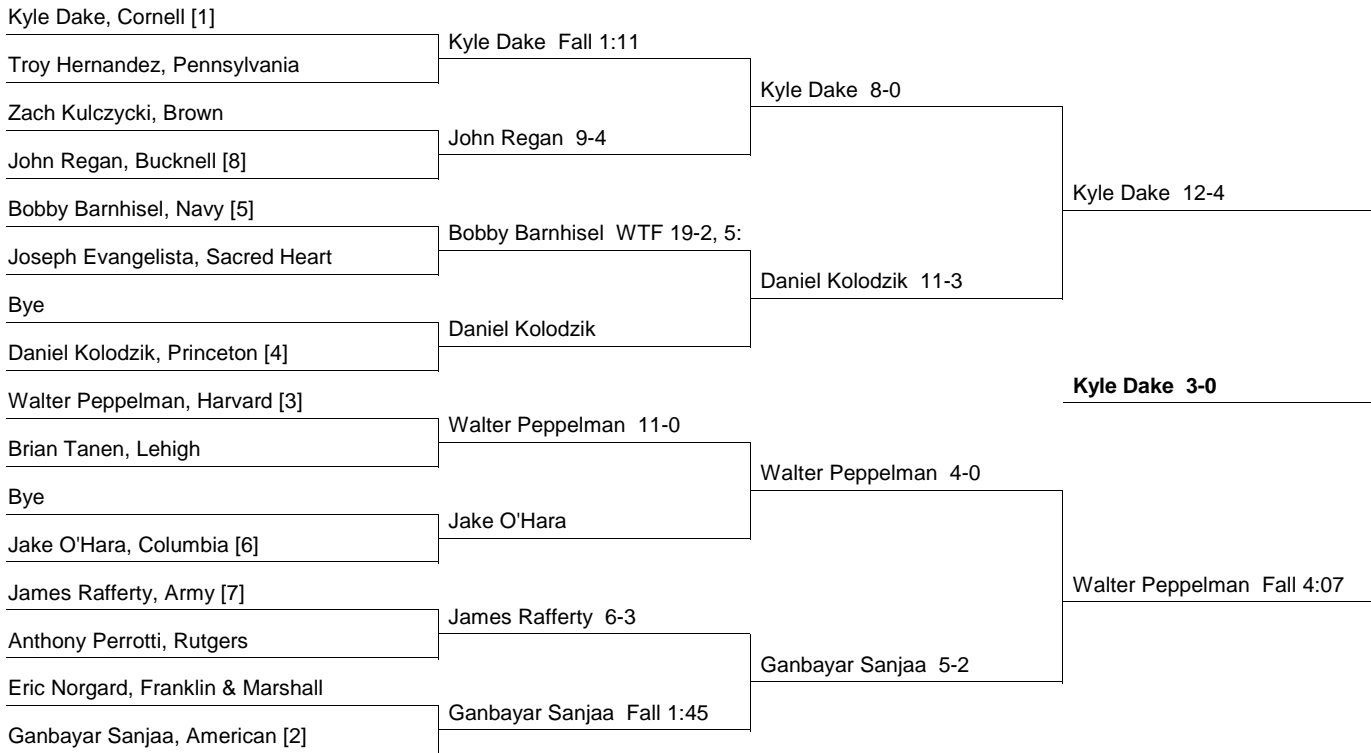 Kyle Dake, Cornell [1]
Troy Hernandez, Pennsylvania
Zach Kulczycki, Brown
John Regan, Bucknell [8]
Bobby Barnhisel, Navy [5]
Joseph Evangelista, Sacred Heart
Bye
Daniel Kolodzik, Princeton [4]
Walter Peppelman, Harvard [3]
Brian Tanen, Lehigh
Bye
Jake O'Hara, Columbia [6]
James Rafferty, Army [7]
Anthony Perrotti, Rutgers
Eric Norgard, Franklin & Marshall
Ganbayar Sanjaa, American [2]
Kyle Dake Fall 1:11
John Regan 9-4
Bobby Barnhisel WTF 19-2, 5:
Daniel Kolodzik
Walter Peppelman 11-0
Jake O'Hara
James Rafferty 6-3
Ganbayar Sanjaa Fall 1:45
Kyle Dake 8-0
Daniel Kolodzik 11-3
Walter Peppelman 4-0
Ganbayar Sanjaa 5-2
Kyle Dake 12-4
Walter Peppelman Fall 4:07
Kyle Dake 3-0